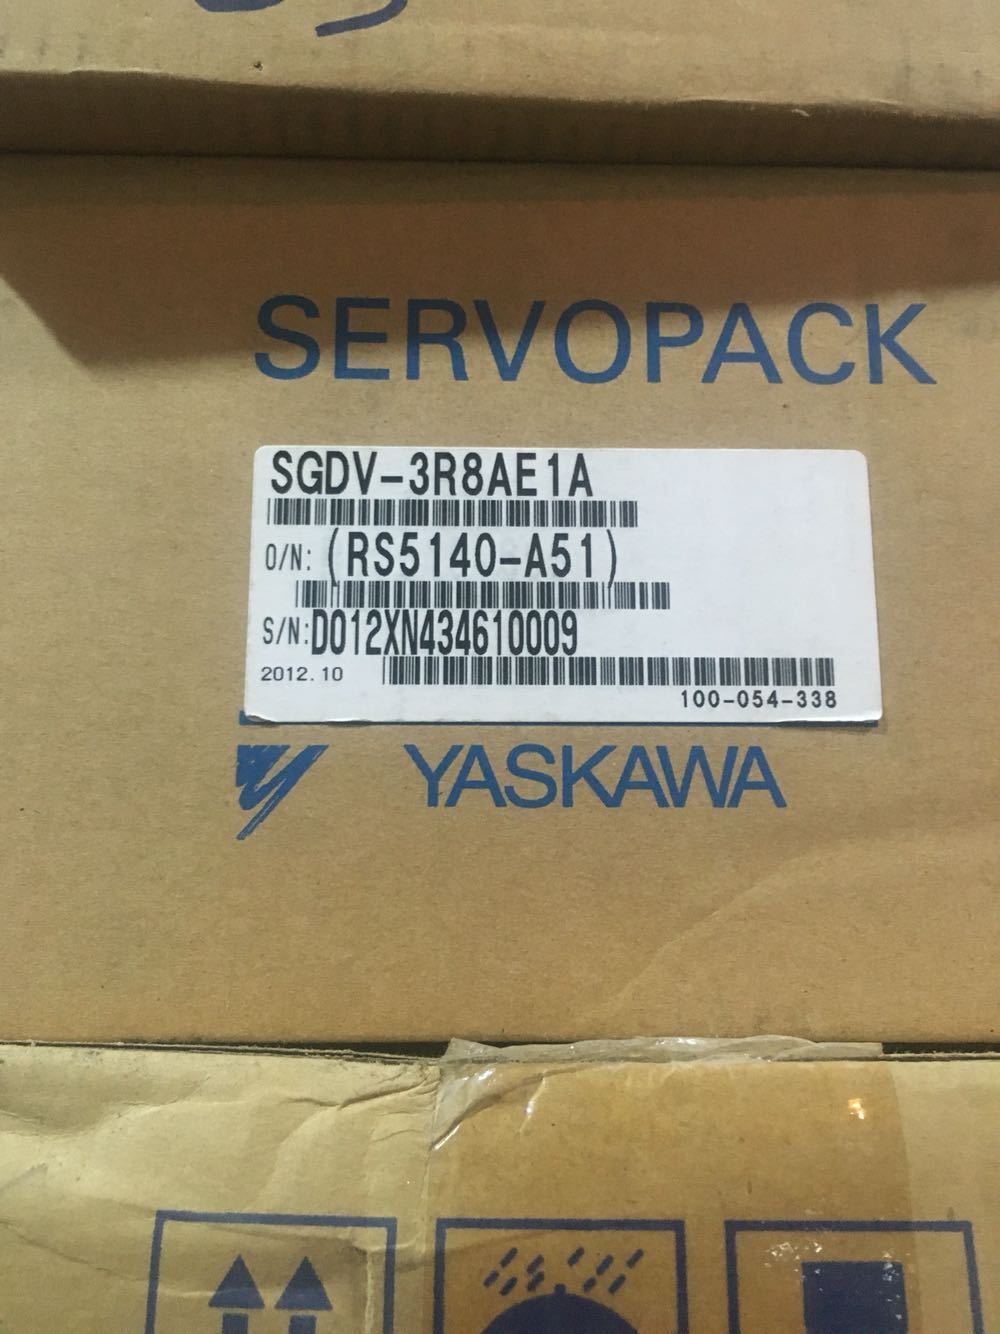 SERVOPACK
SGDV-3R8AE1A
O/N: (RS5140-A51)
S/N:D012XN434610009
2012.10
100-054-338
YASKAWA